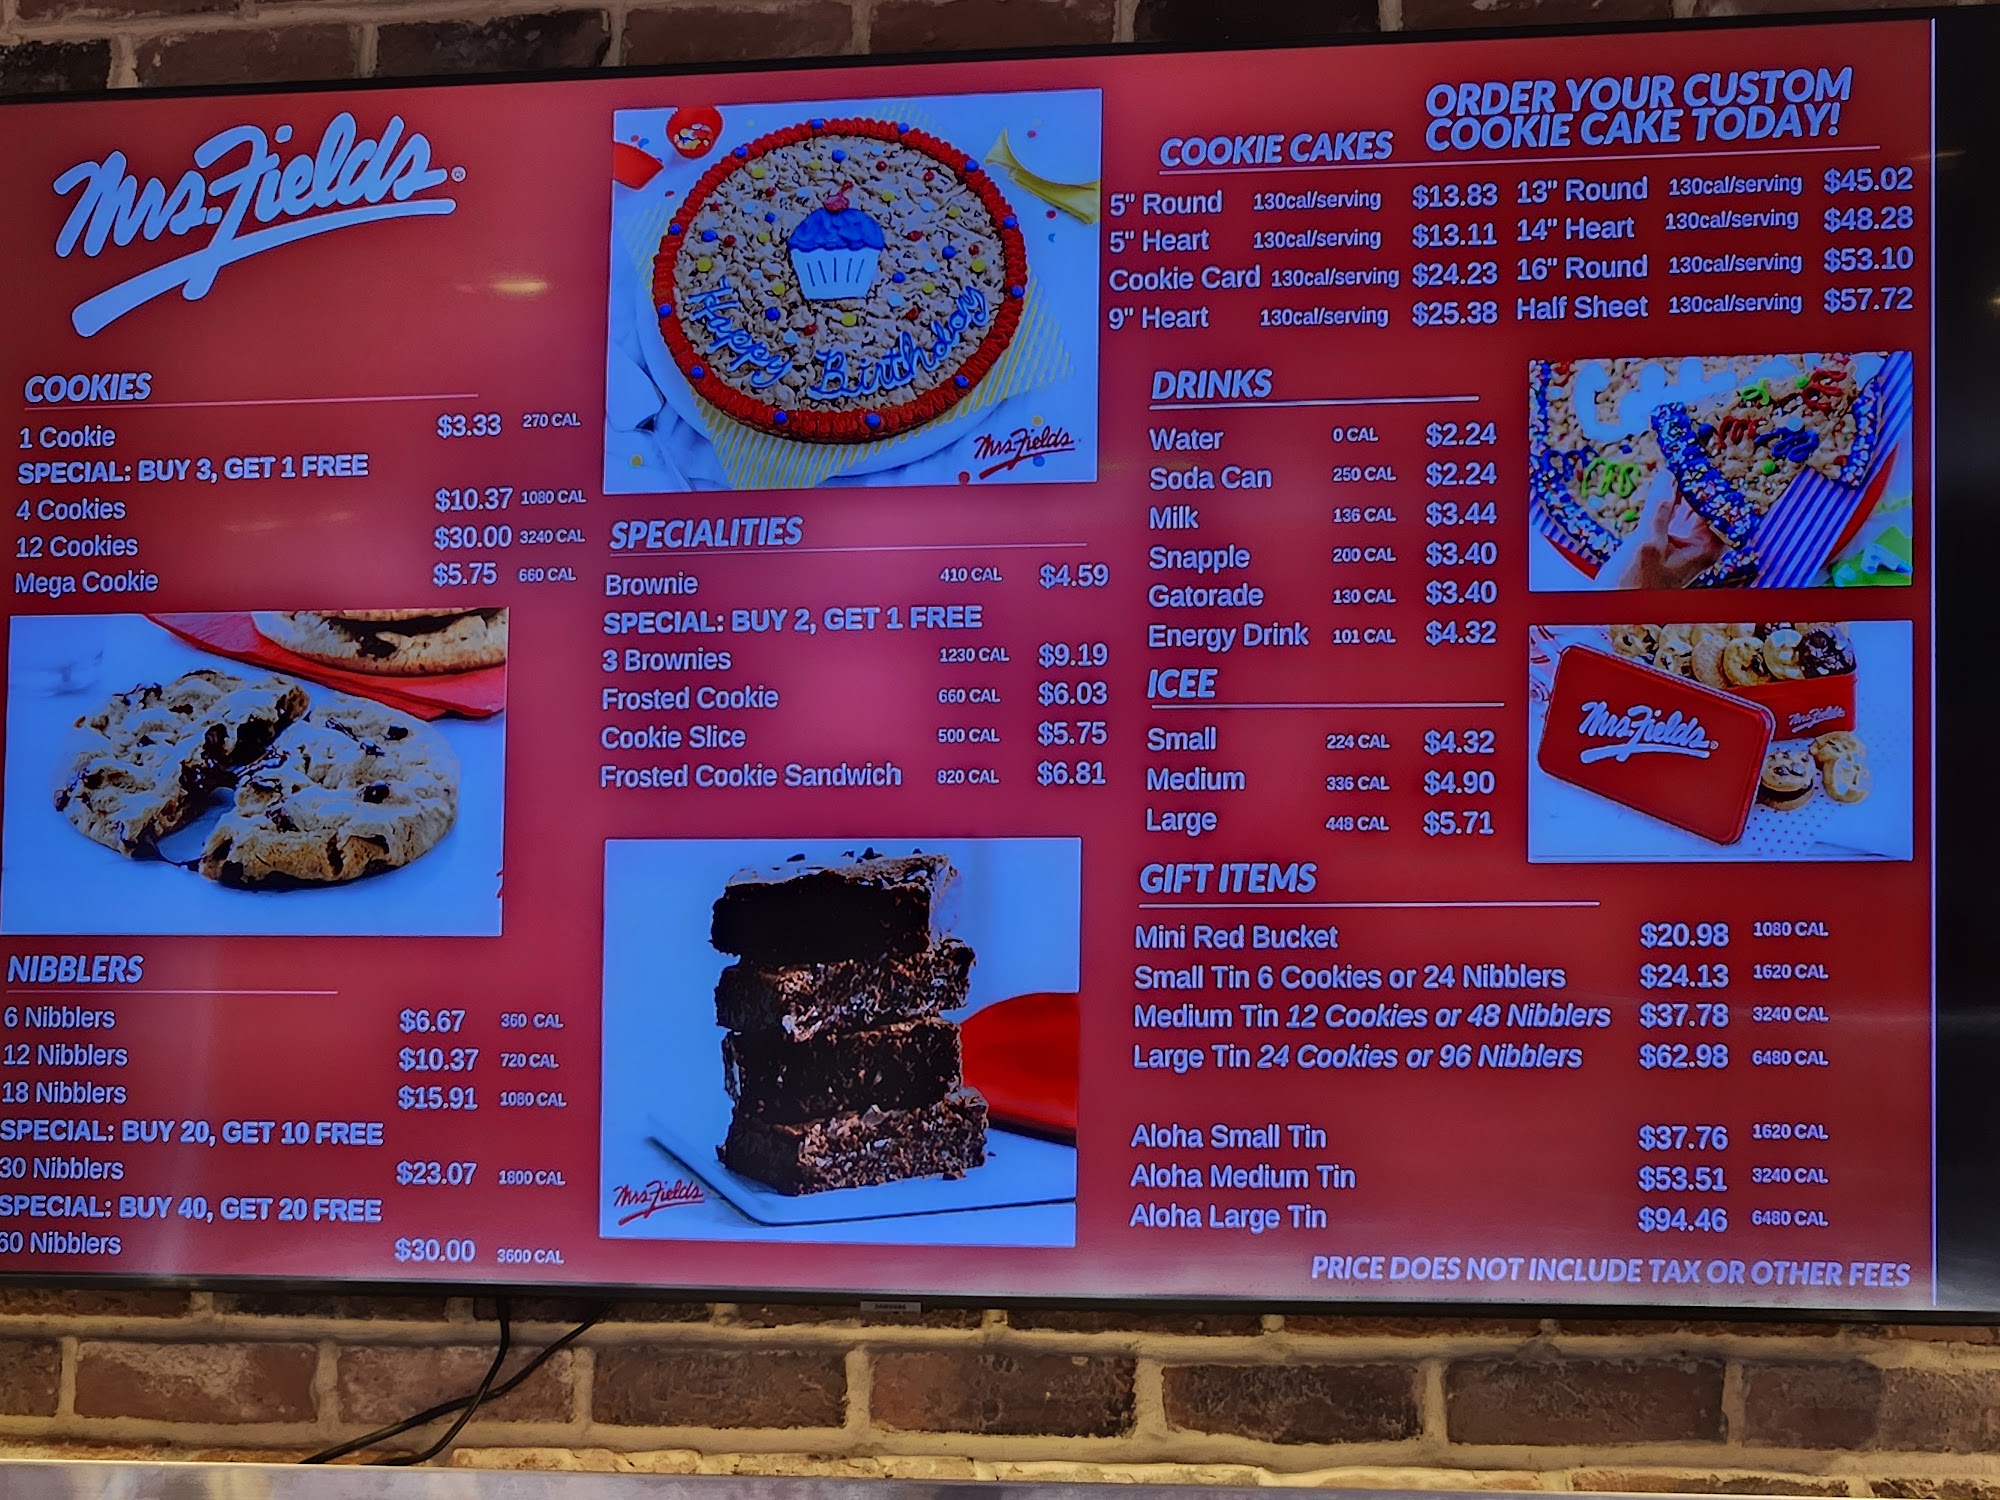 Mrs. Fields®
COOKIES
1 Cookie $3.33 270 CAL
SPECIAL: BUY 3, GET 1 FREE
4 Cookies $10.37 1080 CAL
12 Cookies $30.00 3240 CAL
Mega Cookie $5.75 660 CAL
NIBBLERS
6 Nibblers $6.67 360 CAL
12 Nibblers $10.37 720 CAL
18 Nibblers $15.91 1080 CAL
SPECIAL: BUY 20, GET 10 FREE
30 Nibblers $23.07 1800 CAL
SPECIAL: BUY 40, GET 20 FREE
60 Nibblers $30.00 3600 CAL
Happy Birthday
Mrs. Fields
SPECIALITIES
Brownie 410 CAL $4.59
SPECIAL: BUY 2, GET 1 FREE
3 Brownies 1230 CAL $9.19
Frosted Cookie 660 CAL $6.03
Cookie Slice 500 CAL $5.75
Frosted Cookie Sandwich 820 CAL $6.81
Mrs. Fields
COOKIE CAKES
ORDER YOUR CUSTOM
COOKIE CAKE TODAY!
5" Round 130cal/serving $13.83 13" Round 130cal/serving $45.02
5" Heart 130cal/serving $13.11 14" Heart 130cal/serving $48.28
Cookie Card 130cal/serving $24.23 16" Round 130cal/serving $53.10
9" Heart 130cal/serving $25.38 Half Sheet 130cal/serving $57.72
DRINKS
Water 0 CAL $2.24
Soda Can 250 CAL $2.24
Milk 136 CAL $3.44
Snapple 200 CAL $3.40
Gatorade 130 CAL $3.40
Energy Drink 101 CAL $4.32
ICEE
Small 224 CAL $4.32
Medium 336 CAL $4.90
Large 448 CAL $5.71
Mrs. Fields®
Mrs. Fields
GIFT ITEMS
Mini Red Bucket $20.98 1080 CAL
Small Tin 6 Cookies or 24 Nibblers $24.13 1620 CAL
Medium Tin 12 Cookies or 48 Nibblers $37.78 3240 CAL
Large Tin 24 Cookies or 96 Nibblers $62.98 6480 CAL
Aloha Small Tin $37.76 1620 CAL
Aloha Medium Tin $53.51 3240 CAL
Aloha Large Tin $94.46 6480 CAL
PRICE DOES NOT INCLUDE TAX OR OTHER FEES
SAMSUNG